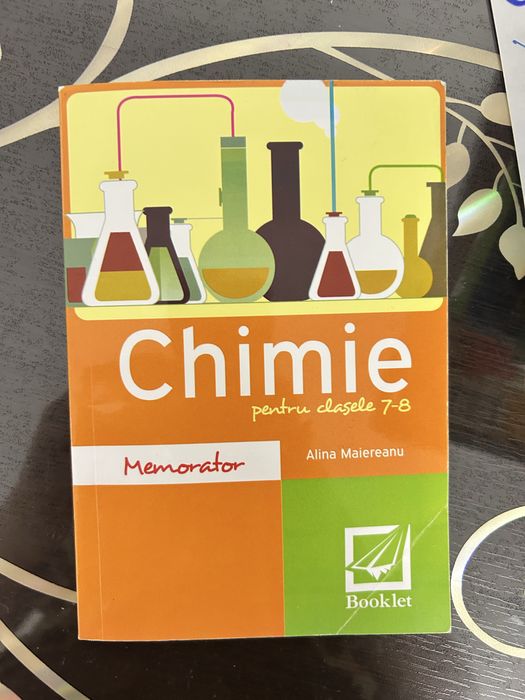 Chimie
pentru clasele 7-8
Memorator
Alina Maiereanu
Booklet